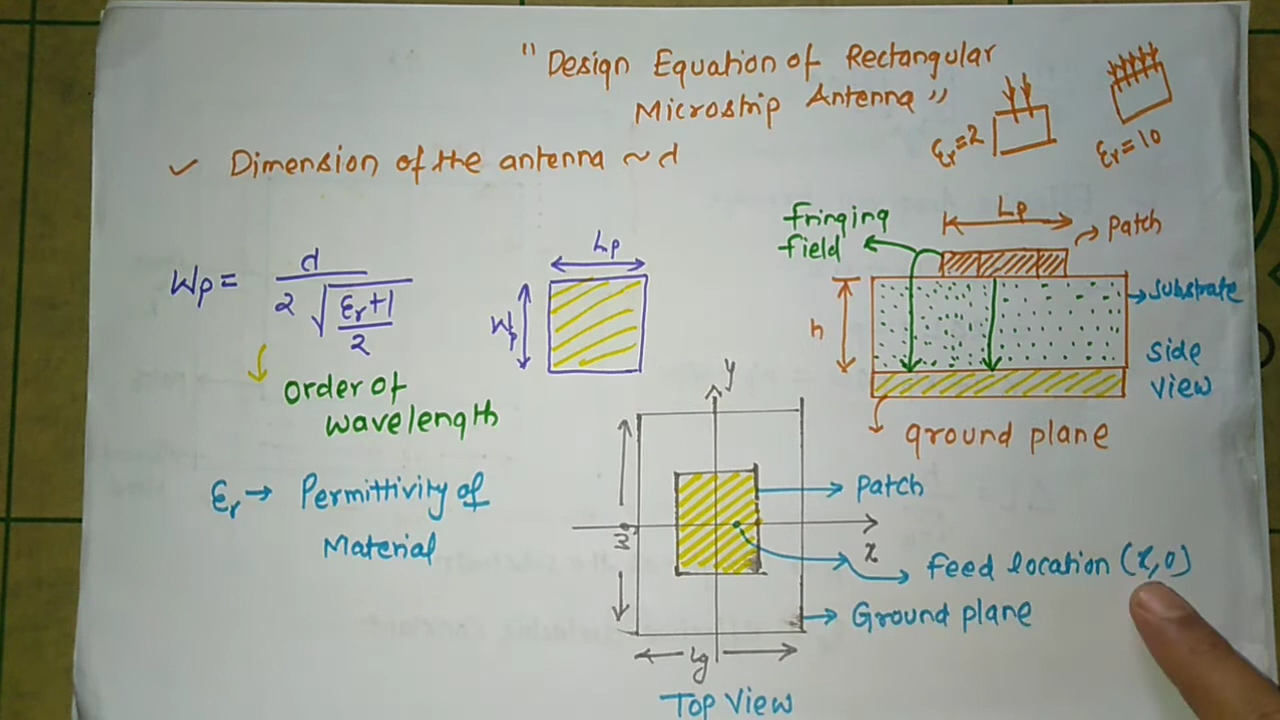 " Design Equation of Rectangular
Microstrip Antenna "
εr=2
εr=10
✓ Dimension of the antenna ~ d
Wp = d / 2 √((εr+1)/2)
order of
wavelength
εr → Permittivity of
Material
Lp
Wp
fringing
field
Lp
Patch
h
substrate
side
view
ground plane
y
x
Patch
Feed location (x,0)
Ground plane
Lg
Top View